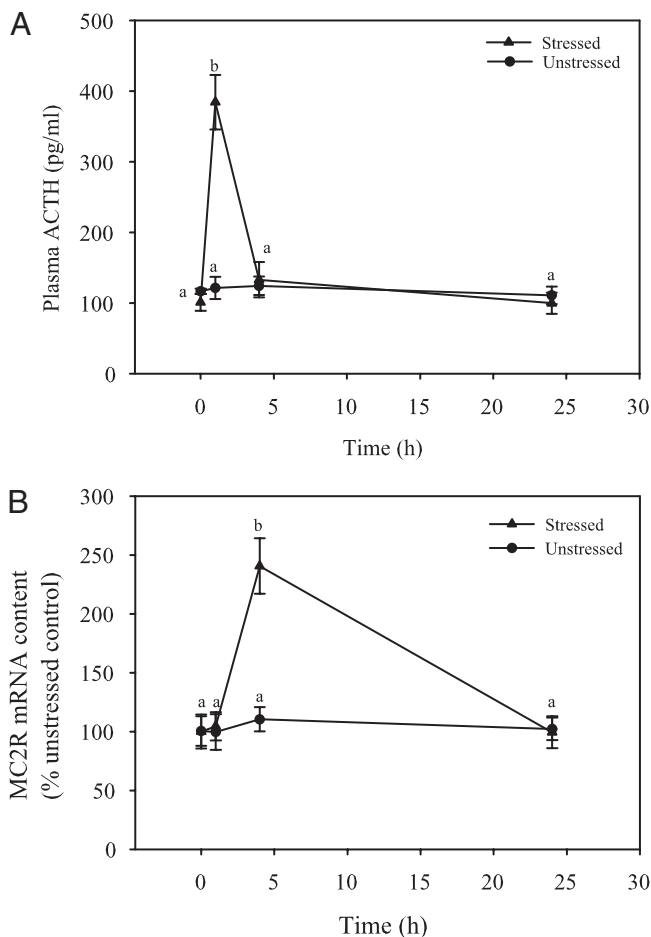 A
500
400
300
200
100
0
Plasma ACTH (pg/ml)
Stressed
Unstressed
b
a
a
a
a
0 5 10 15 20 25 30
Time (h)
B
300
250
200
150
100
50
0
MC2R mRNA content
(% unstressed control)
Stressed
Unstressed
b
a a
a
a
0 5 10 15 20 25 30
Time (h)